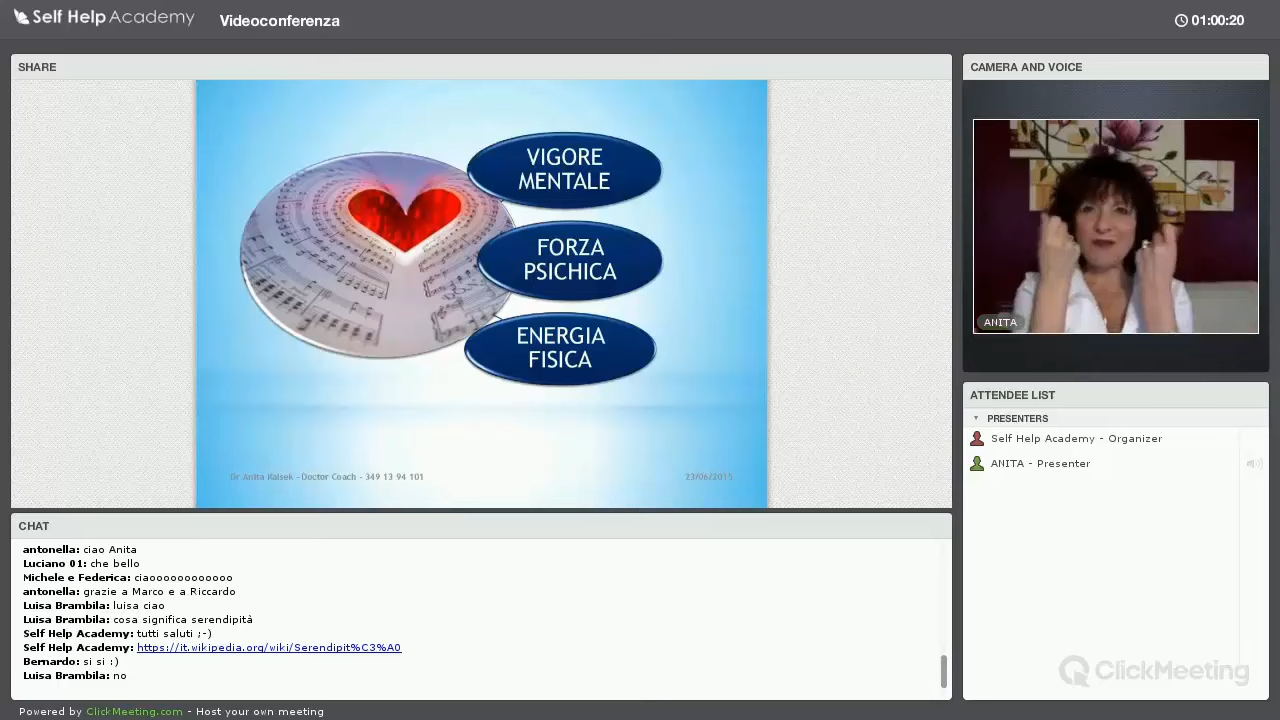 Self Help Academy
Videoconferenza
01:00:20
SHARE
VIGORE
MENTALE
FORZA
PSICHICA
ENERGIA
FISICA
Dr Anita Kalsek - Doctor Coach - 349 13 94 101
23/06/2015
CAMERA AND VOICE
ANITA
ATTENDEE LIST
PRESENTERS
Self Help Academy - Organizer
ANITA - Presenter
CHAT
antonella: ciao Anita
Luciano 01: che bello
Michele e Federica: ciaoooooooooooo
antonella: grazie a Marco e a Riccardo
Luisa Brambila: luisa ciao
Luisa Brambila: cosa significa serendipità
Self Help Academy: tutti saluti ;-)
Self Help Academy: https://it.wikipedia.org/wiki/Serendipit%C3%A0
Bernardo: si si :)
Luisa Brambila: no
ClickMeeting
Powered by ClickMeeting.com - Host your own meeting